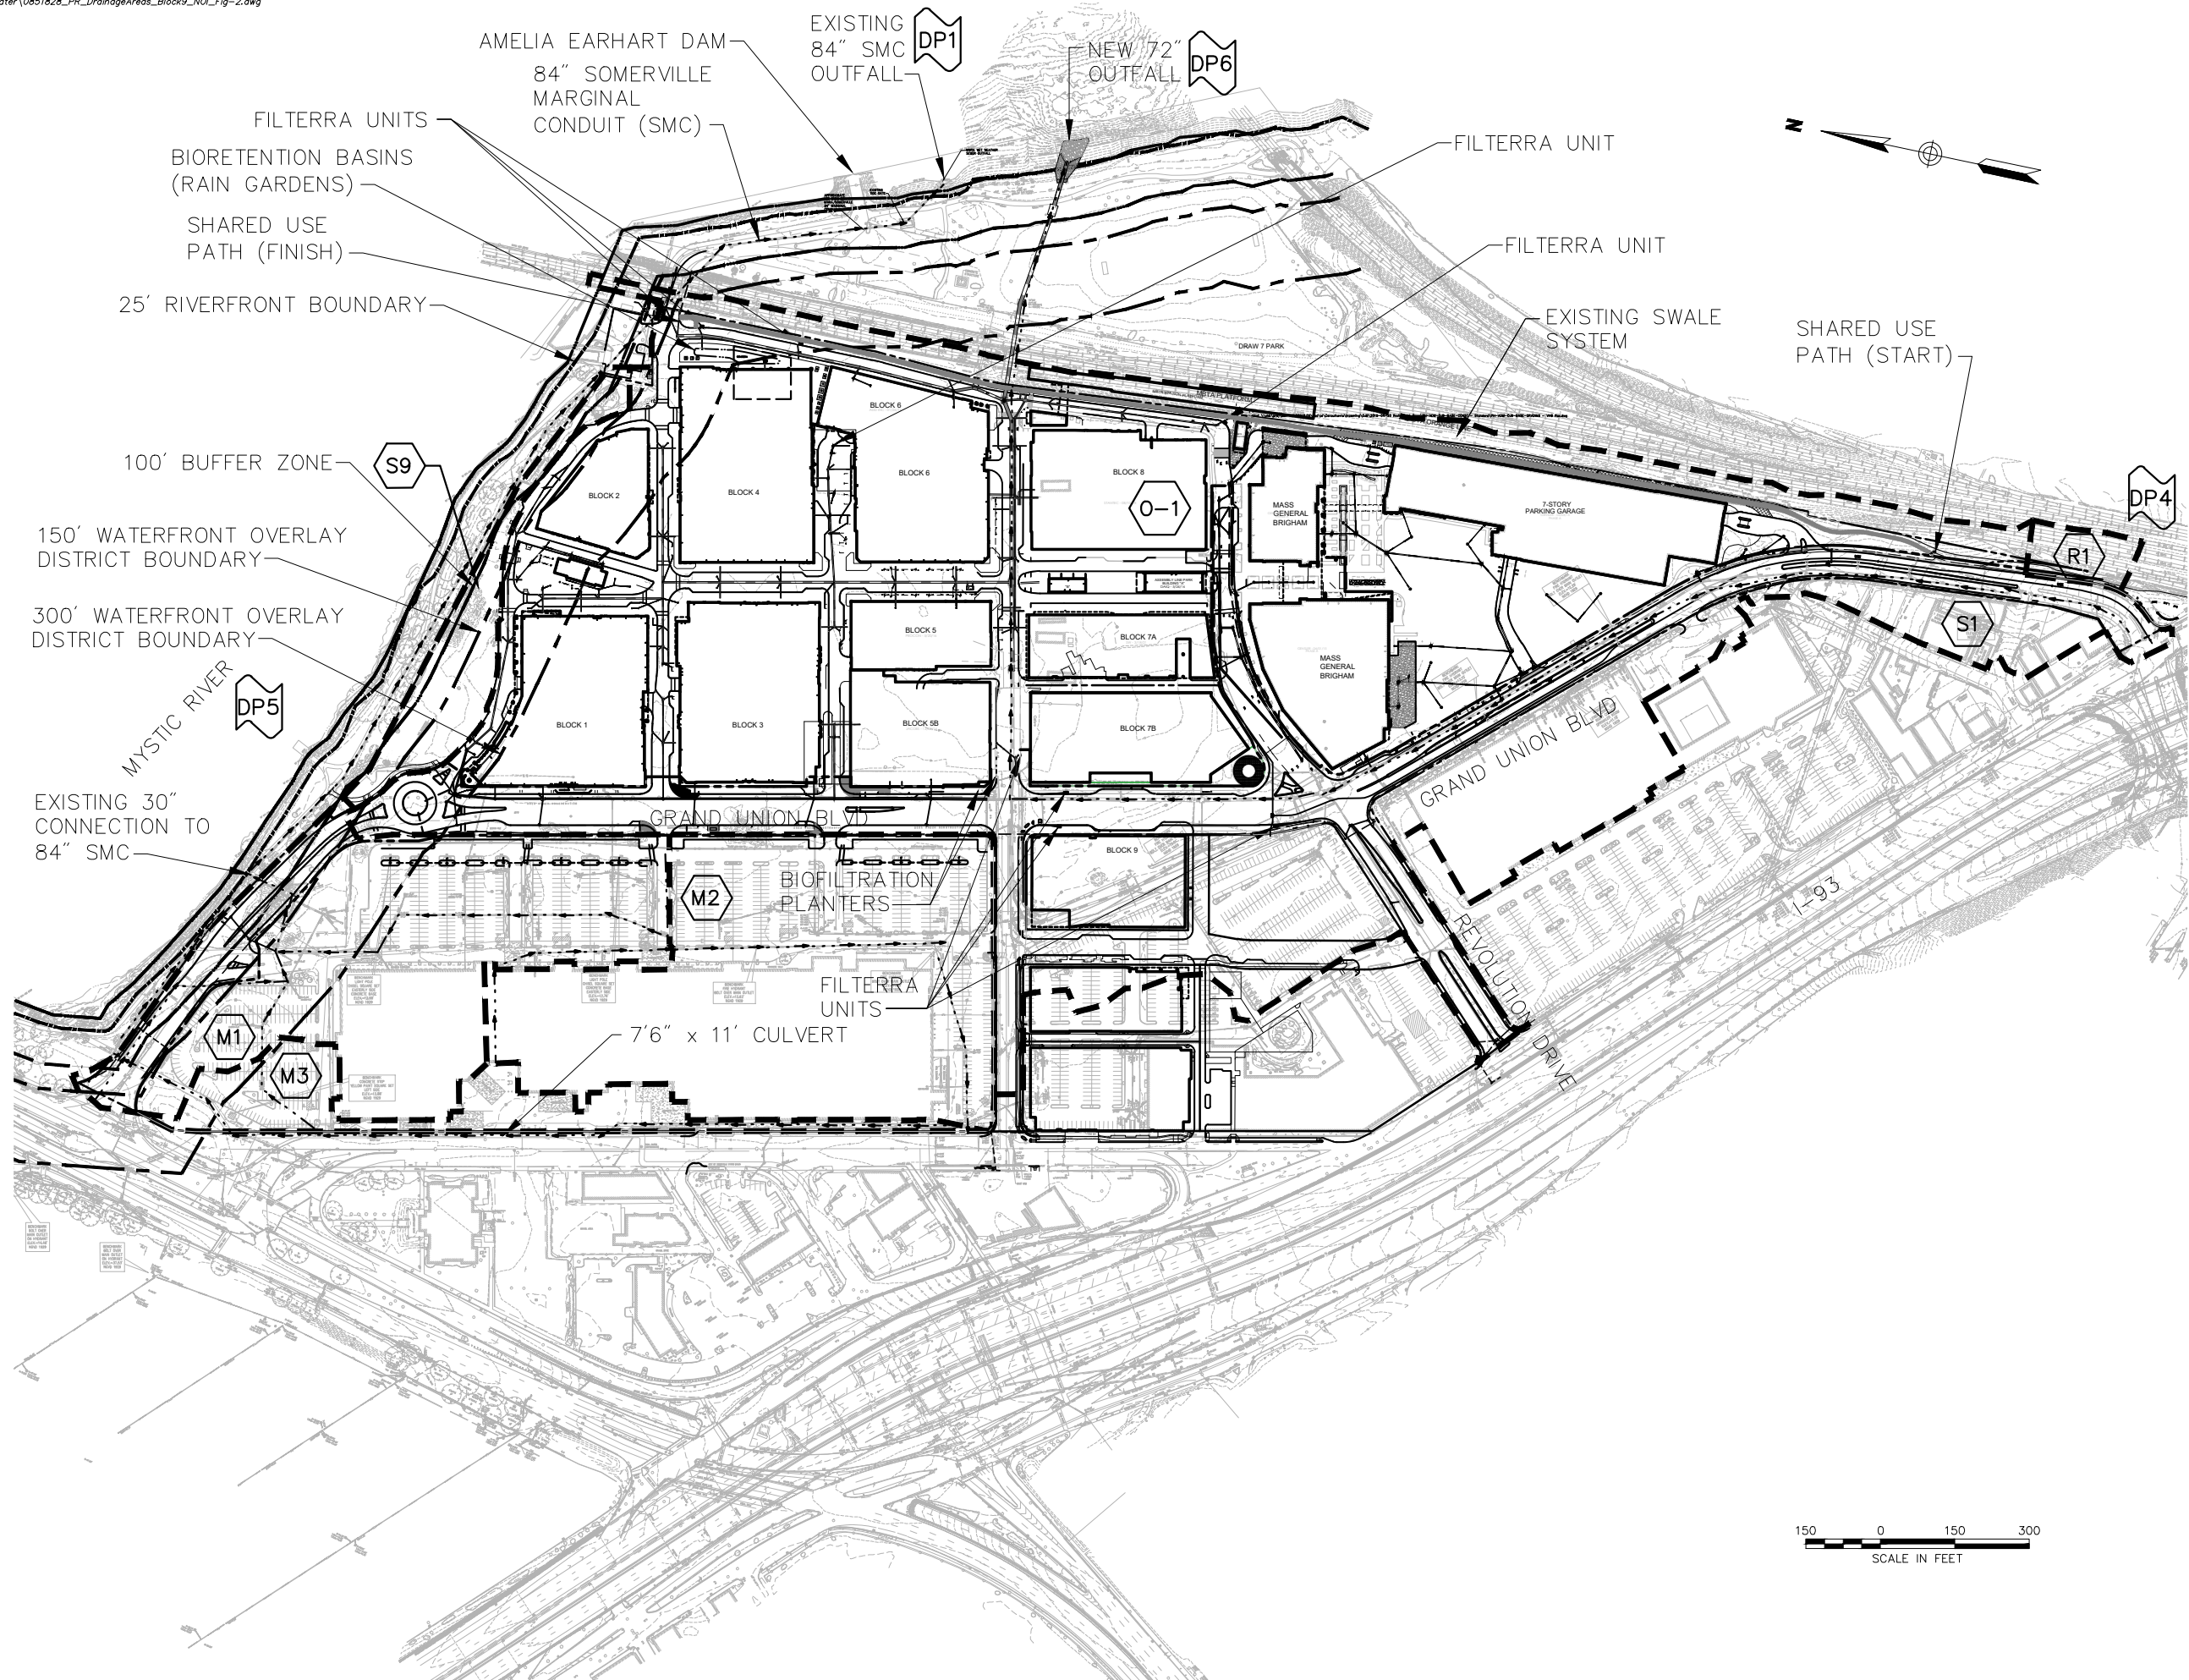 ater\0851828_PR_DrainageAreas_Block9_NOI_Fig-2.dwg
AMELIA EARHART DAM
84" SOMERVILLE
MARGINAL
CONDUIT (SMC)
EXISTING
84" SMC
OUTFALL
DP1
NEW 72"
OUTFALL
DP6
FILTERRA UNITS
BIORETENTION BASINS
(RAIN GARDENS)
SHARED USE
PATH (FINISH)
25' RIVERFRONT BOUNDARY
FILTERRA UNIT
FILTERRA UNIT
N
EXISTING SWALE
SYSTEM
SHARED USE
PATH (START)
DRAW 7 PARK
MBTA PLATFORM
100' BUFFER ZONE
S9
150' WATERFRONT OVERLAY
DISTRICT BOUNDARY
300' WATERFRONT OVERLAY
DISTRICT BOUNDARY
MYSTIC RIVER
DP5
EXISTING 30"
CONNECTION TO
84" SMC
BLOCK 2
BLOCK 4
BLOCK 6
BLOCK 6
BLOCK 8
O-1
MASS
GENERAL
BRIGHAM
7-STORY
PARKING GARAGE
DP4
R1
S1
BLOCK 1
BLOCK 3
BLOCK 5
BLOCK 5B
BLOCK 7A
BLOCK 7B
MASS
GENERAL
BRIGHAM
GRAND UNION BLVD
GRAND UNION BLVD
BLOCK 9
M2
BIOFILTRATION
PLANTERS
FILTERRA
UNITS
REVOLUTION DRIVE
I-93
7'6" x 11' CULVERT
M1
M3
150 0 150 300
SCALE IN FEET